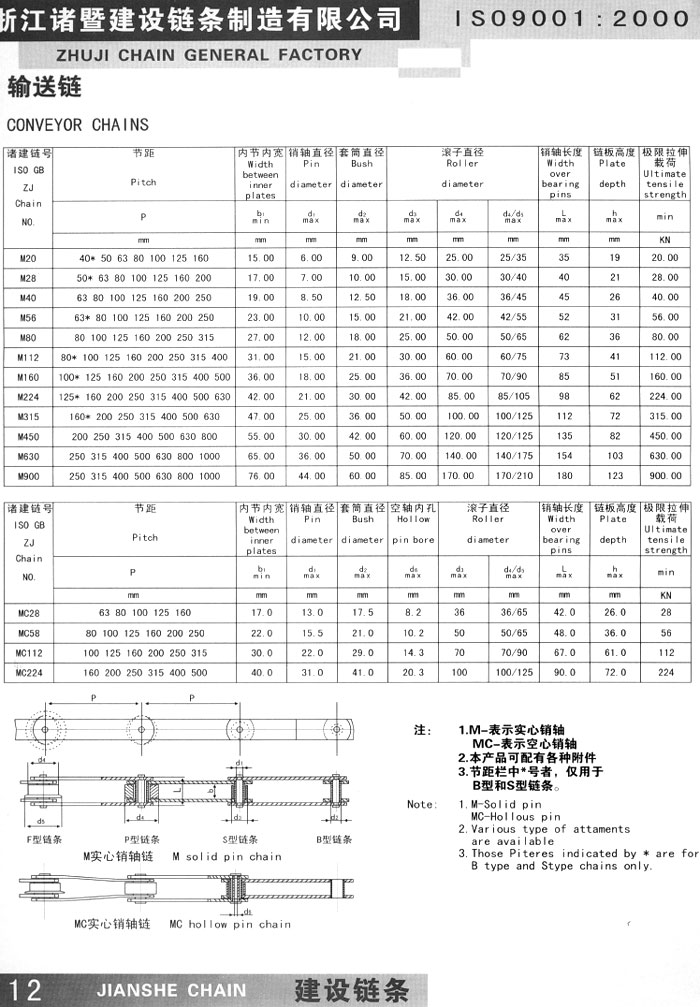 浙江诸暨建设链条制造有限公司 ISO9001:2000
ZHUJI CHAIN GENERAL FACTORY
输送链
CONVEYOR CHAINS
诸建链号 ISO GB ZJ Chain NO. 节距 Pitch 内节内宽 Width between inner plates 销轴直径 Pin diameter 套筒直径 Bush diameter 滚子直径 Roller diameter 销轴长度 Width over bearing pins 链板高度 Plate depth 极限拉伸载荷 Ultimate tensile strength
P b1 min d1 max d2 max d3 max d4 max d4/d5 max L max h max min
mm mm mm mm mm mm mm mm mm KN
M20 40* 50 63 80 100 125 160 15.00 6.00 9.00 12.50 25.00 25/35 35 19 20.00
M28 50* 63 80 100 125 160 200 17.00 7.00 10.00 15.00 30.00 30/40 40 21 28.00
M40 63 80 100 125 160 200 250 19.00 8.50 12.50 18.00 36.00 36/45 45 26 40.00
M56 63* 80 100 125 160 200 250 23.00 10.00 15.00 21.00 42.00 42/55 52 31 56.00
M80 80 100 125 160 200 250 315 27.00 12.00 18.00 25.00 50.00 50/65 62 36 80.00
M112 80* 100 125 160 200 250 315 400 31.00 15.00 21.00 30.00 60.00 60/75 73 41 112.00
M160 100* 125 160 200 250 315 400 500 36.00 18.00 25.00 36.00 70.00 70/90 85 51 160.00
M224 125* 160 200 250 315 400 500 630 42.00 21.00 30.00 42.00 85.00 85/105 98 62 224.00
M315 160* 200 250 315 400 500 630 47.00 25.00 36.00 50.00 100.00 100/125 112 72 315.00
M450 200 250 315 400 500 630 800 55.00 30.00 42.00 60.00 120.00 120/125 135 82 450.00
M630 250 315 400 500 630 800 1000 65.00 36.00 50.00 70.00 140.00 140/175 154 103 630.00
M900 250 315 400 500 630 800 1000 76.00 44.00 60.00 85.00 170.00 170/210 180 123 900.00
诸建链号 ISO GB ZJ Chain NO. 节距 Pitch 内节内宽 Width between inner plates 销轴直径 Pin diameter 套筒直径 Bush diameter 空轴内孔 Hollow pin bore 滚子直径 Roller diameter 销轴长度 Width over bearing pins 链板高度 Plate depth 极限拉伸载荷 Ultimate tensile strength
P b1 min d1 max d2 max d6 max d3 max d4/d5 max L max h max min
mm mm mm mm mm mm mm mm mm KN
MC28 63 80 100 125 160 17.0 13.0 17.5 8.2 36 36/65 42.0 26.0 28
MC58 80 100 125 160 200 250 22.0 15.5 21.0 10.2 50 50/65 48.0 36.0 56
MC112 100 125 160 200 250 315 30.0 22.0 29.0 14.3 70 70/90 67.0 61.0 112
MC224 160 200 250 315 400 500 40.0 31.0 41.0 20.3 100 100/125 90.0 72.0 224
P P
d4 d1
L b
d5 d4 d3 d2
F型链条 P型链条 S型链条 B型链条
M实心销轴链 M solid pin chain
d6
MC实心销轴链 MC hollow pin chain
注: 1.M-表示实心销轴
MC-表示空心销轴
2.本产品可配有各种附件
3.节距栏中*号者，仅用于
B型和S型链条。
Note: 1.M-Solid pin
MC-Hollous pin
2.Various type of attaments
are available
3.Those Piteres indicated by * are for
B type and Stype chains only.
12 JIANSHE CHAIN 建设链条